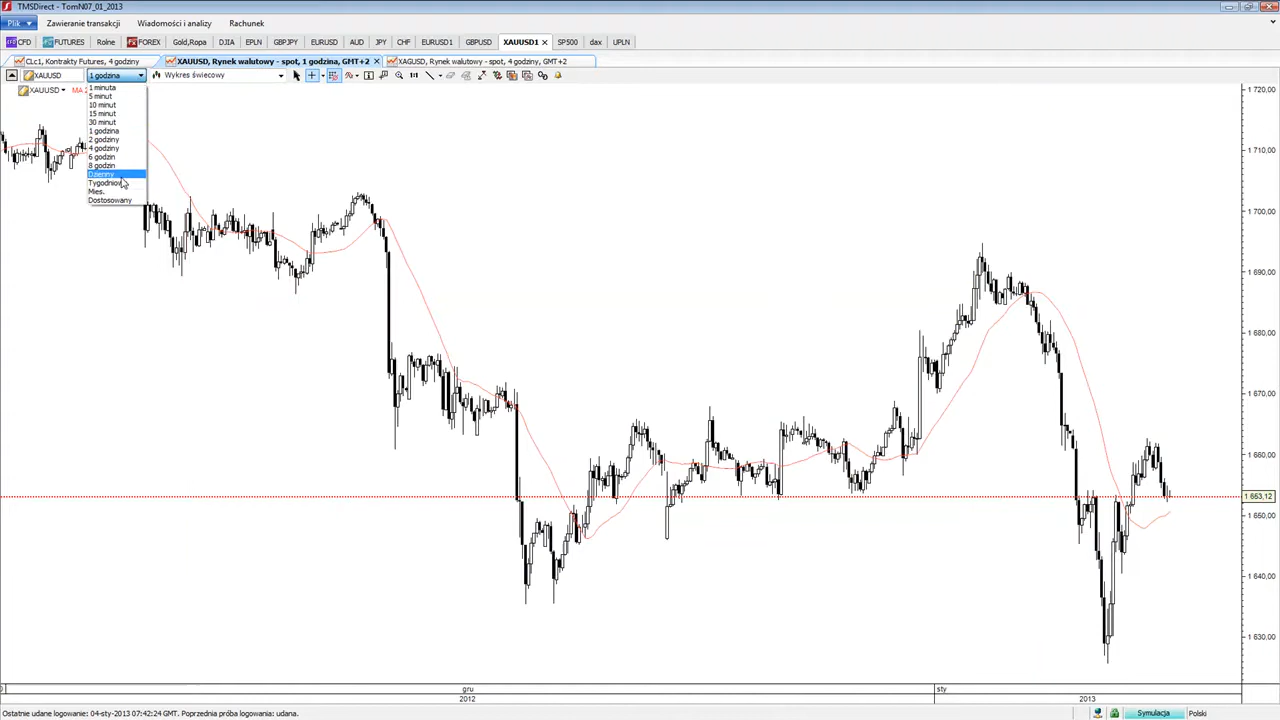 TMSDirect - TomN07_01_2013
Plik Zawieranie transakcji Wiadomości i analizy Rachunek
CFD FUTURES Rolne FOREX Gold,Ropa DJIA EPLN GBPJPY EURUSD AUD JPY CHF EURUSD1 GBPUSD XAUUSD1 SP500 dax UPLN
CLc1, Kontrakty Futures, 4 godziny XAUUSD, Rynek walutowy - spot, 1 godzina, GMT+2 XAGUSD, Rynek walutowy - spot, 4 godziny, GMT+2
XAUUSD 1 godzina Wykres świecowy 1:1
XAUUSD MA
1 minuta
5 minut
10 minut
15 minut
30 minut
1 godzina
2 godziny
4 godziny
6 godzin
8 godzin
Dzienny
Tygodniowy
Mies.
Dostosowany
1 720,00
1 710,00
1 700,00
1 690,00
1 680,00
1 670,00
1 660,00
1 653,12
1 650,00
1 640,00
1 630,00
gru sty
2012 2013
Ostatnie udane logowanie: 04-sty-2013 07:42:24 GMT. Poprzednia próba logowania: udana. Symulacja Polski